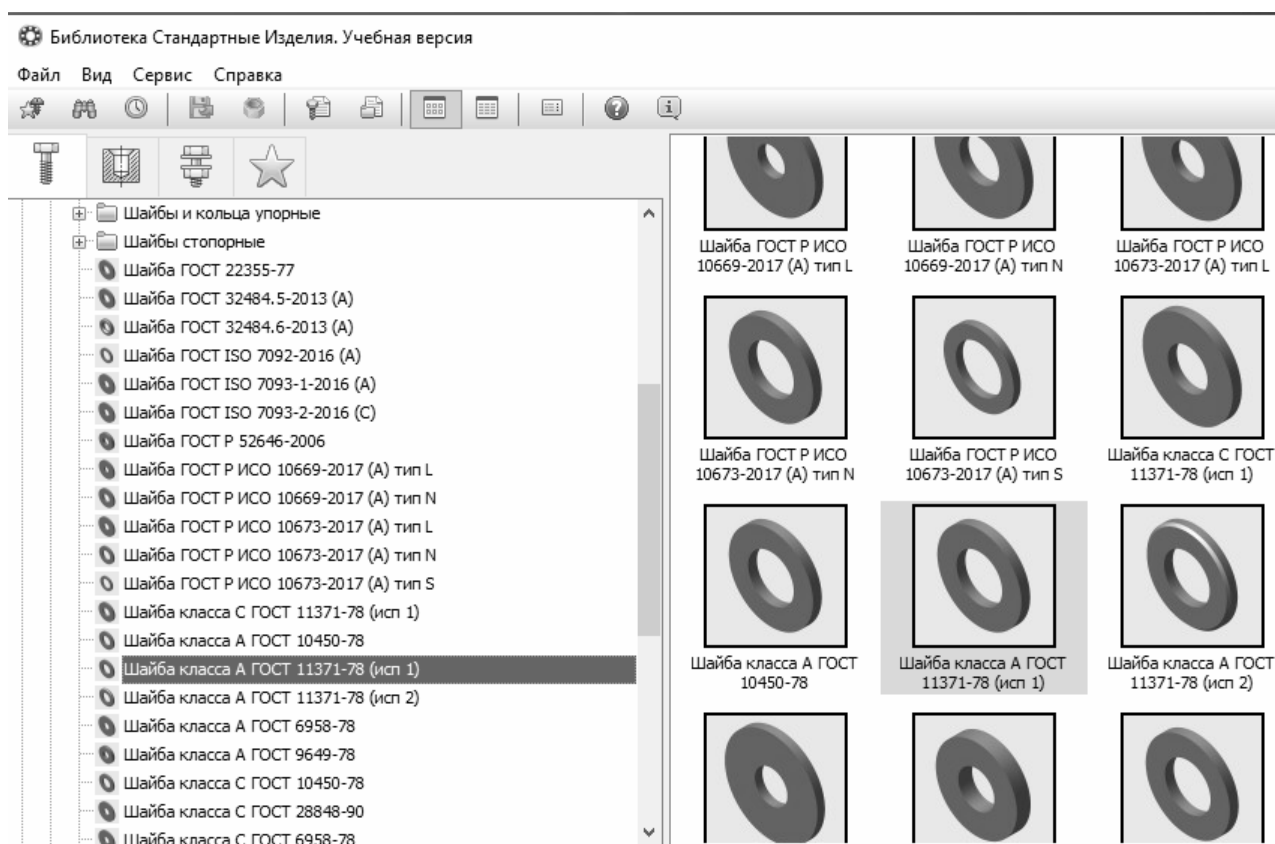 Библиотека Стандартные Изделия. Учебная версия
Файл Вид Сервис Справка
Шайбы и кольца упорные
Шайбы стопорные
Шайба ГОСТ 22355-77
Шайба ГОСТ 32484.5-2013 (А)
Шайба ГОСТ 32484.6-2013 (А)
Шайба ГОСТ ISO 7092-2016 (А)
Шайба ГОСТ ISO 7093-1-2016 (А)
Шайба ГОСТ ISO 7093-2-2016 (С)
Шайба ГОСТ Р 52646-2006
Шайба ГОСТ Р ИСО 10669-2017 (А) тип L
Шайба ГОСТ Р ИСО 10669-2017 (А) тип N
Шайба ГОСТ Р ИСО 10673-2017 (А) тип L
Шайба ГОСТ Р ИСО 10673-2017 (А) тип N
Шайба ГОСТ Р ИСО 10673-2017 (А) тип S
Шайба класса С ГОСТ 11371-78 (исп 1)
Шайба класса А ГОСТ 10450-78
Шайба класса А ГОСТ 11371-78 (исп 1)
Шайба класса А ГОСТ 11371-78 (исп 2)
Шайба класса А ГОСТ 6958-78
Шайба класса А ГОСТ 9649-78
Шайба класса С ГОСТ 10450-78
Шайба класса С ГОСТ 28848-90
Шайба класса С ГОСТ 6958-78
Шайба ГОСТ Р ИСО
10669-2017 (А) тип L
Шайба ГОСТ Р ИСО
10669-2017 (А) тип N
Шайба ГОСТ Р ИСО
10673-2017 (А) тип L
Шайба ГОСТ Р ИСО
10673-2017 (А) тип N
Шайба ГОСТ Р ИСО
10673-2017 (А) тип S
Шайба класса С ГОСТ
11371-78 (исп 1)
Шайба класса А ГОСТ
10450-78
Шайба класса А ГОСТ
11371-78 (исп 1)
Шайба класса А ГОСТ
11371-78 (исп 2)